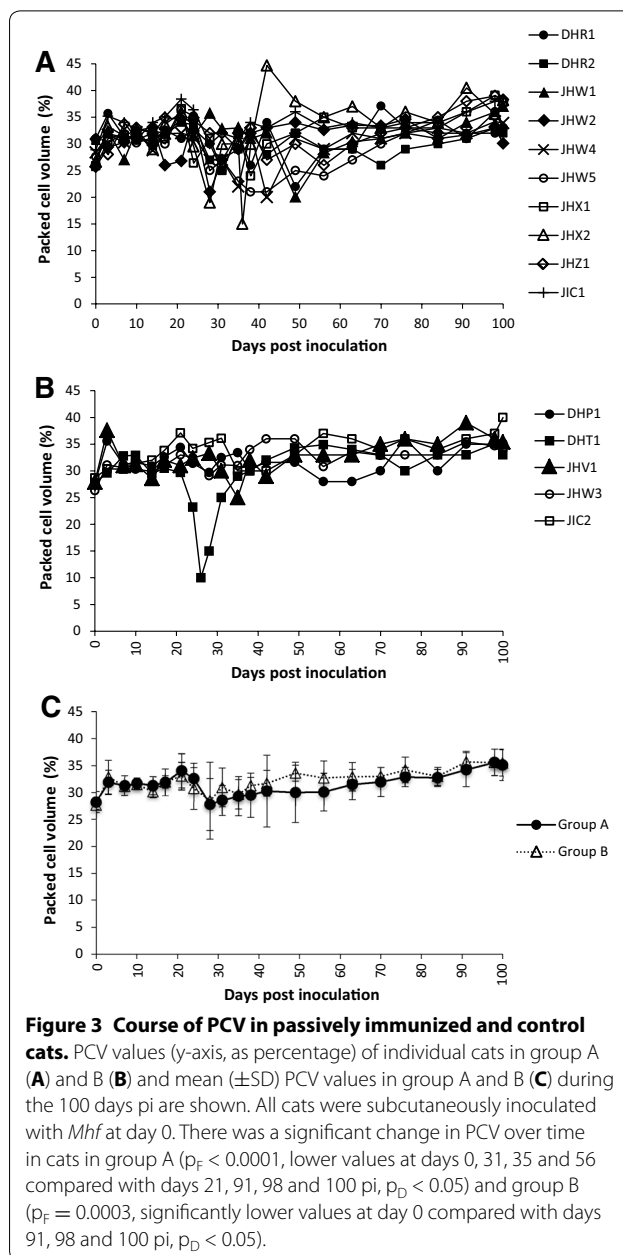 A
Packed cell volume (%)
45
40
35
30
25
20
15
10
5
0
0 10 20 30 40 50 60 70 80 90 100
Days post inoculation
DHR1
DHR2
JHW1
JHW2
JHW4
JHW5
JHX1
JHX2
JHZ1
JIC1
B
Packed cell volume (%)
45
40
35
30
25
20
15
10
5
0
0 10 20 30 40 50 60 70 80 90 100
Days post inoculation
DHP1
DHT1
JHV1
JHW3
JIC2
C
Packed cell volume (%)
45
40
35
30
25
20
15
10
5
0
0 10 20 30 40 50 60 70 80 90 100
Days post inoculation
Group A
Group B
Figure 3 Course of PCV in passively immunized and control
cats. PCV values (y-axis, as percentage) of individual cats in group A
(A) and B (B) and mean (±SD) PCV values in group A and B (C) during
the 100 days pi are shown. All cats were subcutaneously inoculated
with Mhf at day 0. There was a significant change in PCV over time
in cats in group A (pF < 0.0001, lower values at days 0, 31, 35 and 56
compared with days 21, 91, 98 and 100 pi, pD < 0.05) and group B
(pF = 0.0003, significantly lower values at day 0 compared with days
91, 98 and 100 pi, pD < 0.05).